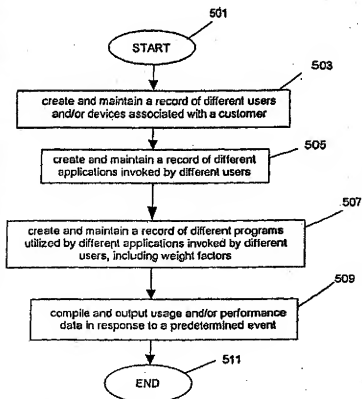 501
START
503
create and maintain a record of different users
and/or devices associated with a customer
505
create and maintain a record of different
applications invoked by different users
507
create and maintain a record of different programs
utilized by different applications invoked by different
users, including weight factors
509
compile and output usage and/or performance
data in response to a predetermined event
511
END